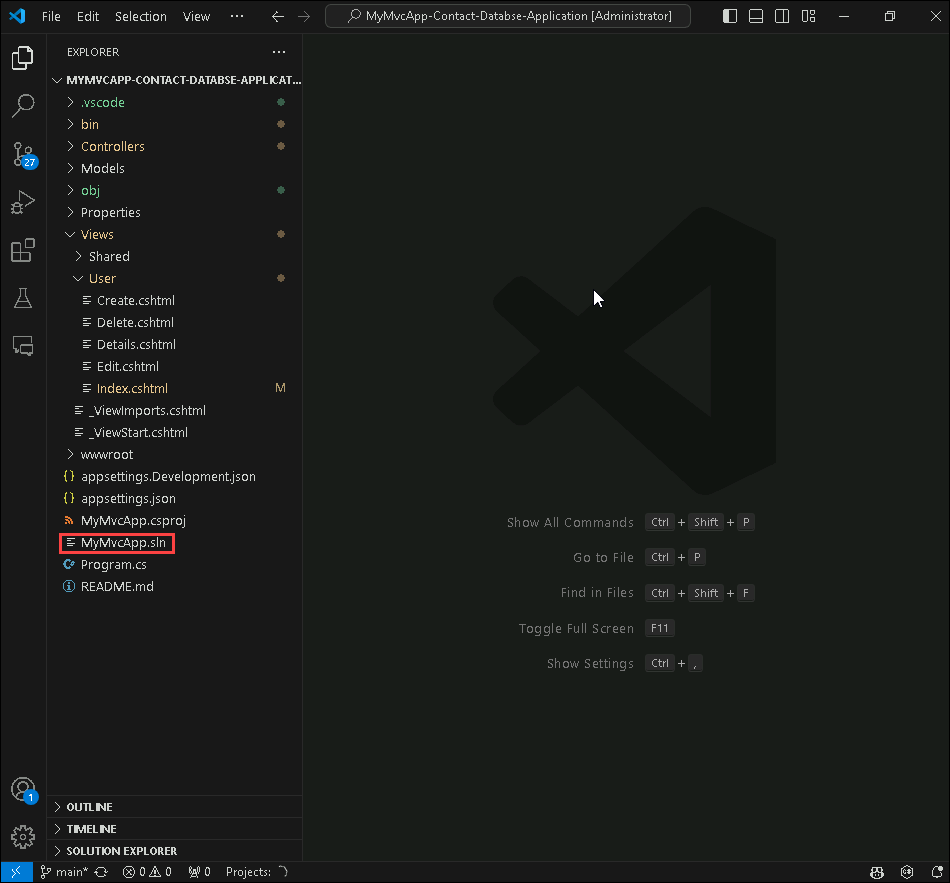 File Edit Selection View ··· MyMvcApp-Contact-Databse-Application [Administrator]
EXPLORER ···
MYMVCAPP-CONTACT-DATABSE-APPLICAT...
.vscode
bin
Controllers
27
Models
obj
Properties
Views
Shared
User
Create.cshtml
Delete.cshtml
Details.cshtml
Edit.cshtml
Index.cshtml M
_ViewImports.cshtml
_ViewStart.cshtml
wwwroot
{} appsettings.Development.json
{} appsettings.json
MyMvcApp.csproj
MyMvcApp.sln
Program.cs
README.md
Show All Commands Ctrl + Shift + P
Go to File Ctrl + P
Find in Files Ctrl + Shift + F
Toggle Full Screen F11
Show Settings Ctrl + ,
1
OUTLINE
TIMELINE
SOLUTION EXPLORER
main* 0 0 0 Projects: